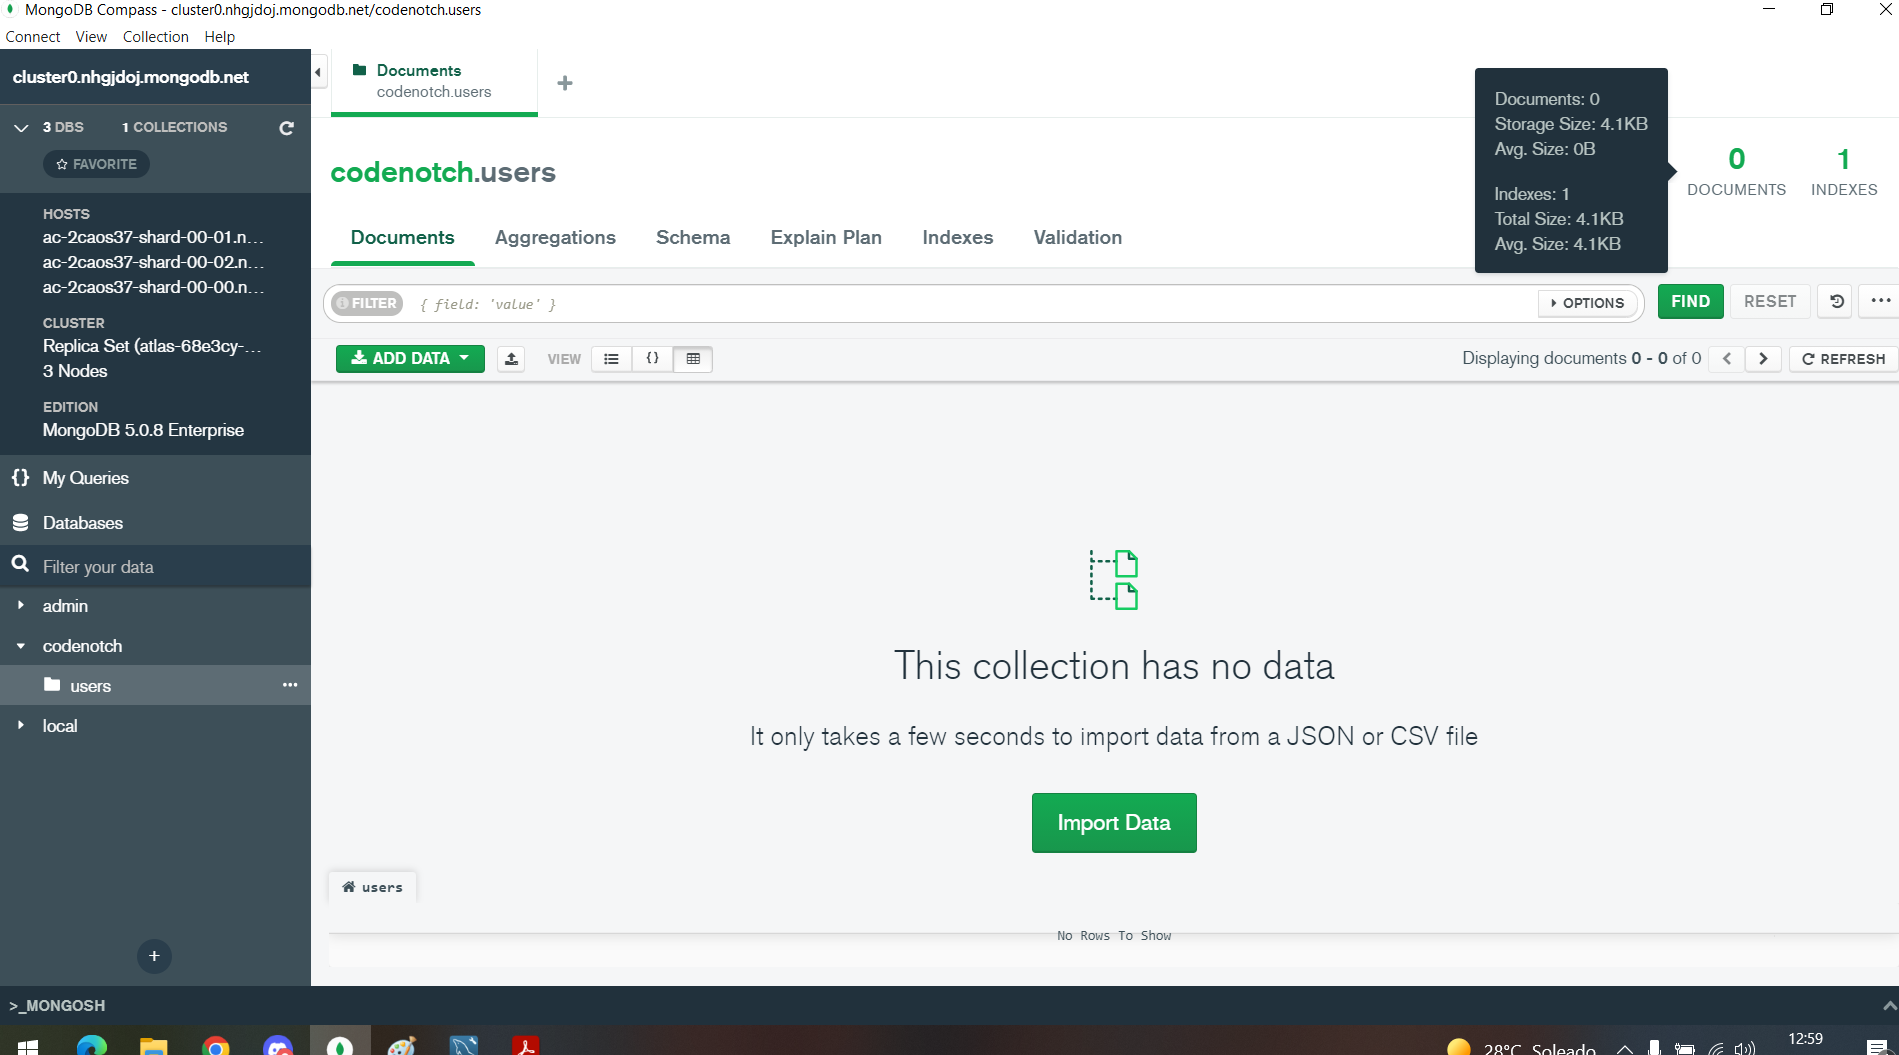 MongoDB Compass - cluster0.nhgjdoj.mongodb.net/codenotch.users
Connect View Collection Help
cluster0.nhgjdoj.mongodb.net
3 DBS 1 COLLECTIONS
FAVORITE
HOSTS
ac-2caos37-shard-00-01.n...
ac-2caos37-shard-00-02.n...
ac-2caos37-shard-00-00.n...
CLUSTER
Replica Set (atlas-68e3cy-...
3 Nodes
EDITION
MongoDB 5.0.8 Enterprise
{} My Queries
Databases
Filter your data
admin
codenotch
users ...
local
+
Documents
codenotch.users
+
codenotch.users
Documents: 0
Storage Size: 4.1KB
Avg. Size: 0B
Indexes: 1
Total Size: 4.1KB
Avg. Size: 4.1KB
0
DOCUMENTS
1
INDEXES
Documents Aggregations Schema Explain Plan Indexes Validation
FILTER { field: 'value' } OPTIONS FIND RESET ...
ADD DATA VIEW {} Displaying documents 0 - 0 of 0 < > REFRESH
This collection has no data
It only takes a few seconds to import data from a JSON or CSV file
Import Data
users
No Rows To Show
>_MONGOSH
28°C Soleado 12:59